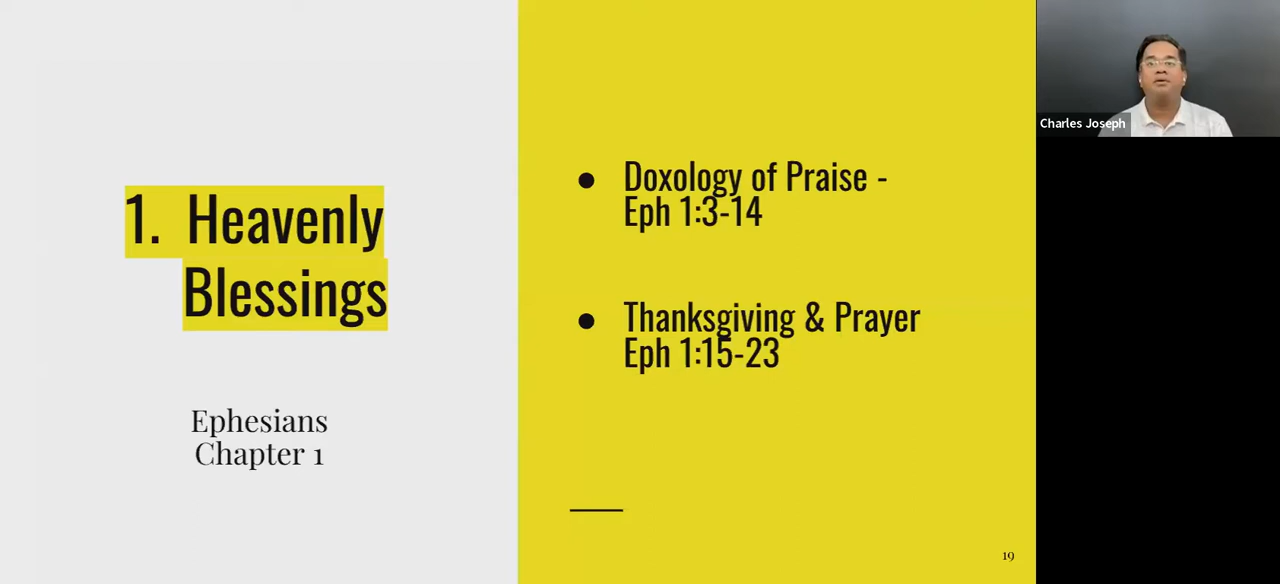 1. Heavenly
Blessings
Ephesians
Chapter 1
● Doxology of Praise -
Eph 1:3-14
● Thanksgiving & Prayer
Eph 1:15-23
19
Charles Joseph